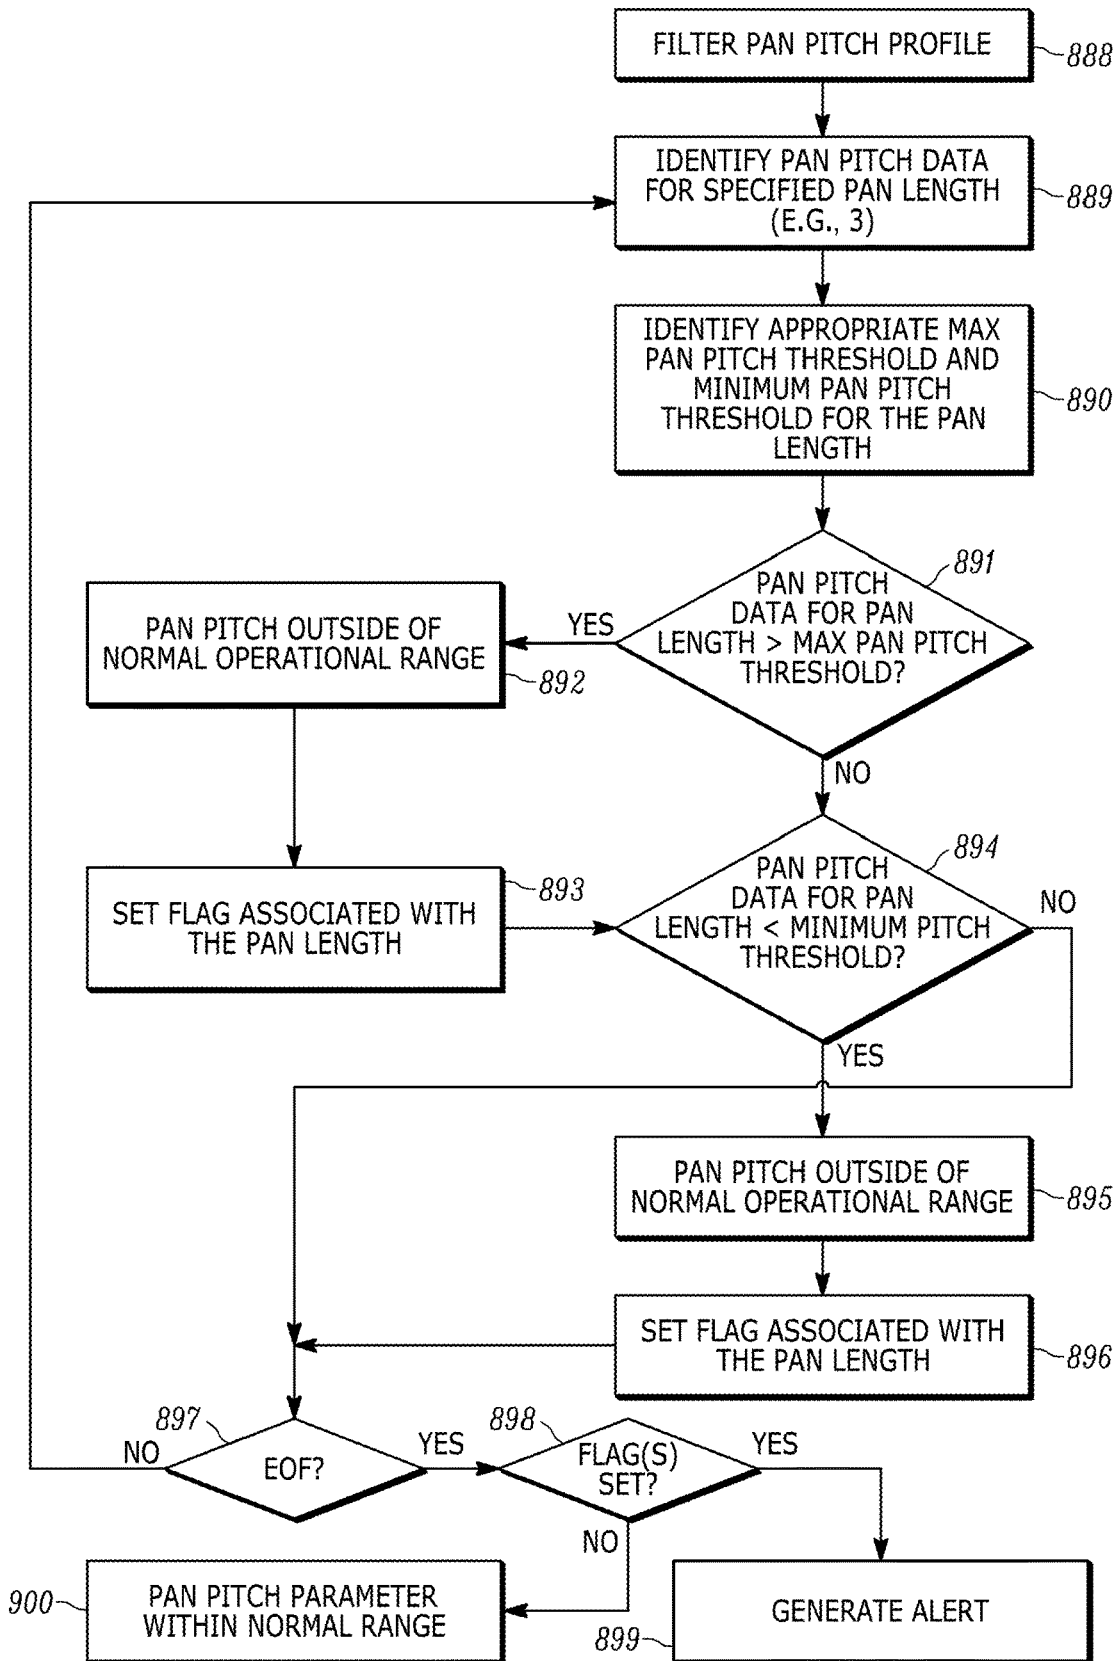 FILTER PAN PITCH PROFILE
888
IDENTIFY PAN PITCH DATA
FOR SPECIFIED PAN LENGTH
(E.G., 3)
889
IDENTIFY APPROPRIATE MAX
PAN PITCH THRESHOLD AND
MINIMUM PAN PITCH
THRESHOLD FOR THE PAN
LENGTH
890
PAN PITCH
DATA FOR PAN
LENGTH > MAX PAN PITCH
THRESHOLD?
891
YES
NO
PAN PITCH OUTSIDE OF
NORMAL OPERATIONAL RANGE
892
SET FLAG ASSOCIATED WITH
THE PAN LENGTH
893
PAN PITCH
DATA FOR PAN
LENGTH < MINIMUM PITCH
THRESHOLD?
894
NO
YES
PAN PITCH OUTSIDE OF
NORMAL OPERATIONAL RANGE
895
SET FLAG ASSOCIATED WITH
THE PAN LENGTH
896
897
NO
EOF?
YES
898
FLAG(S)
SET?
YES
NO
900
PAN PITCH PARAMETER
WITHIN NORMAL RANGE
GENERATE ALERT
899